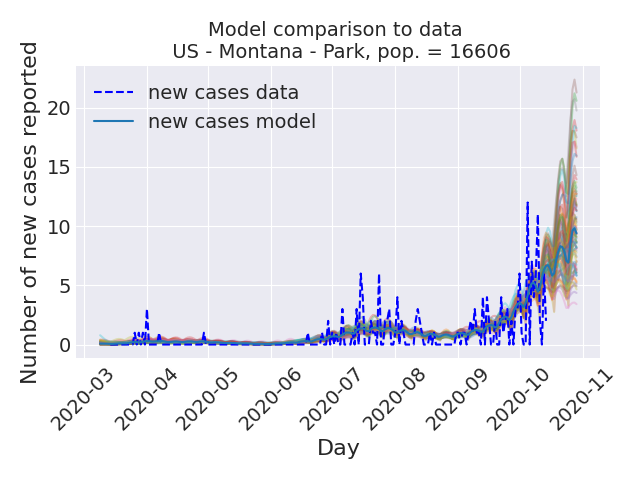 Model comparison to data
US - Montana - Park, pop. = 16606
Number of new cases reported
20
15
10
5
0
new cases data
new cases model
2020-03
2020-04
2020-05
2020-06
2020-07
2020-08
2020-09
2020-10
2020-11
Day